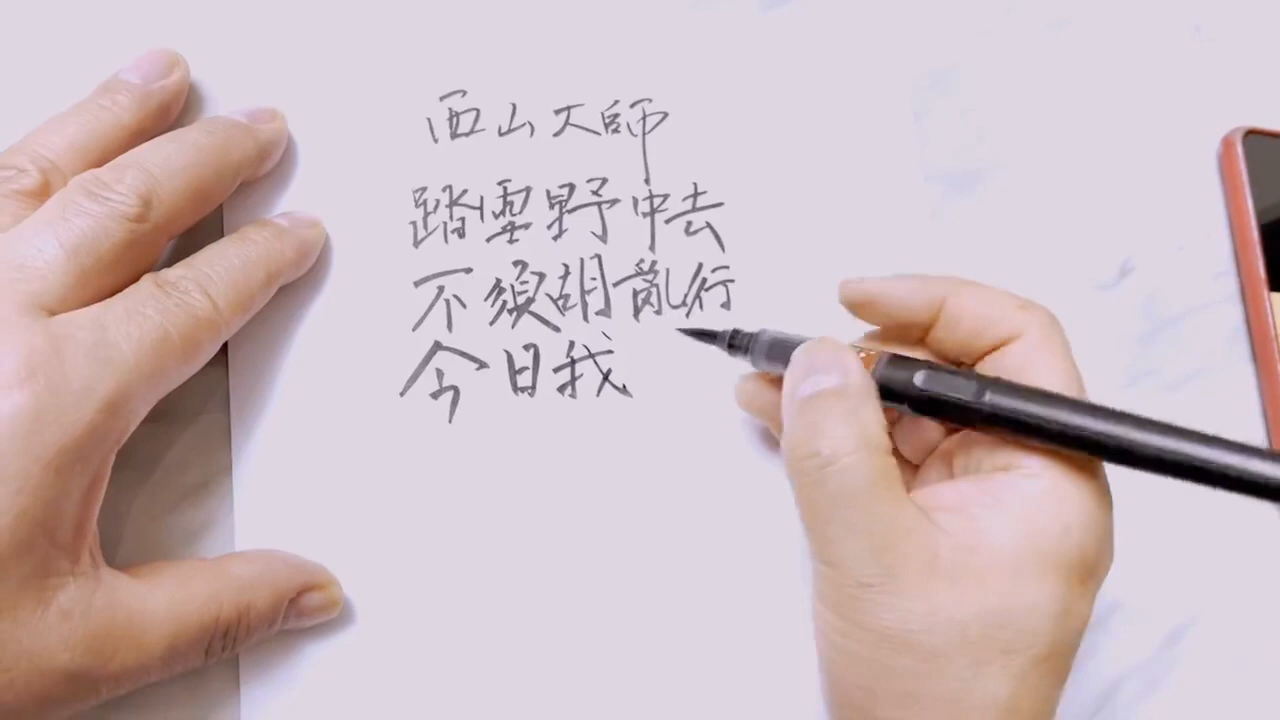 西山大師
踏雪野中去
不須胡亂行
今日我